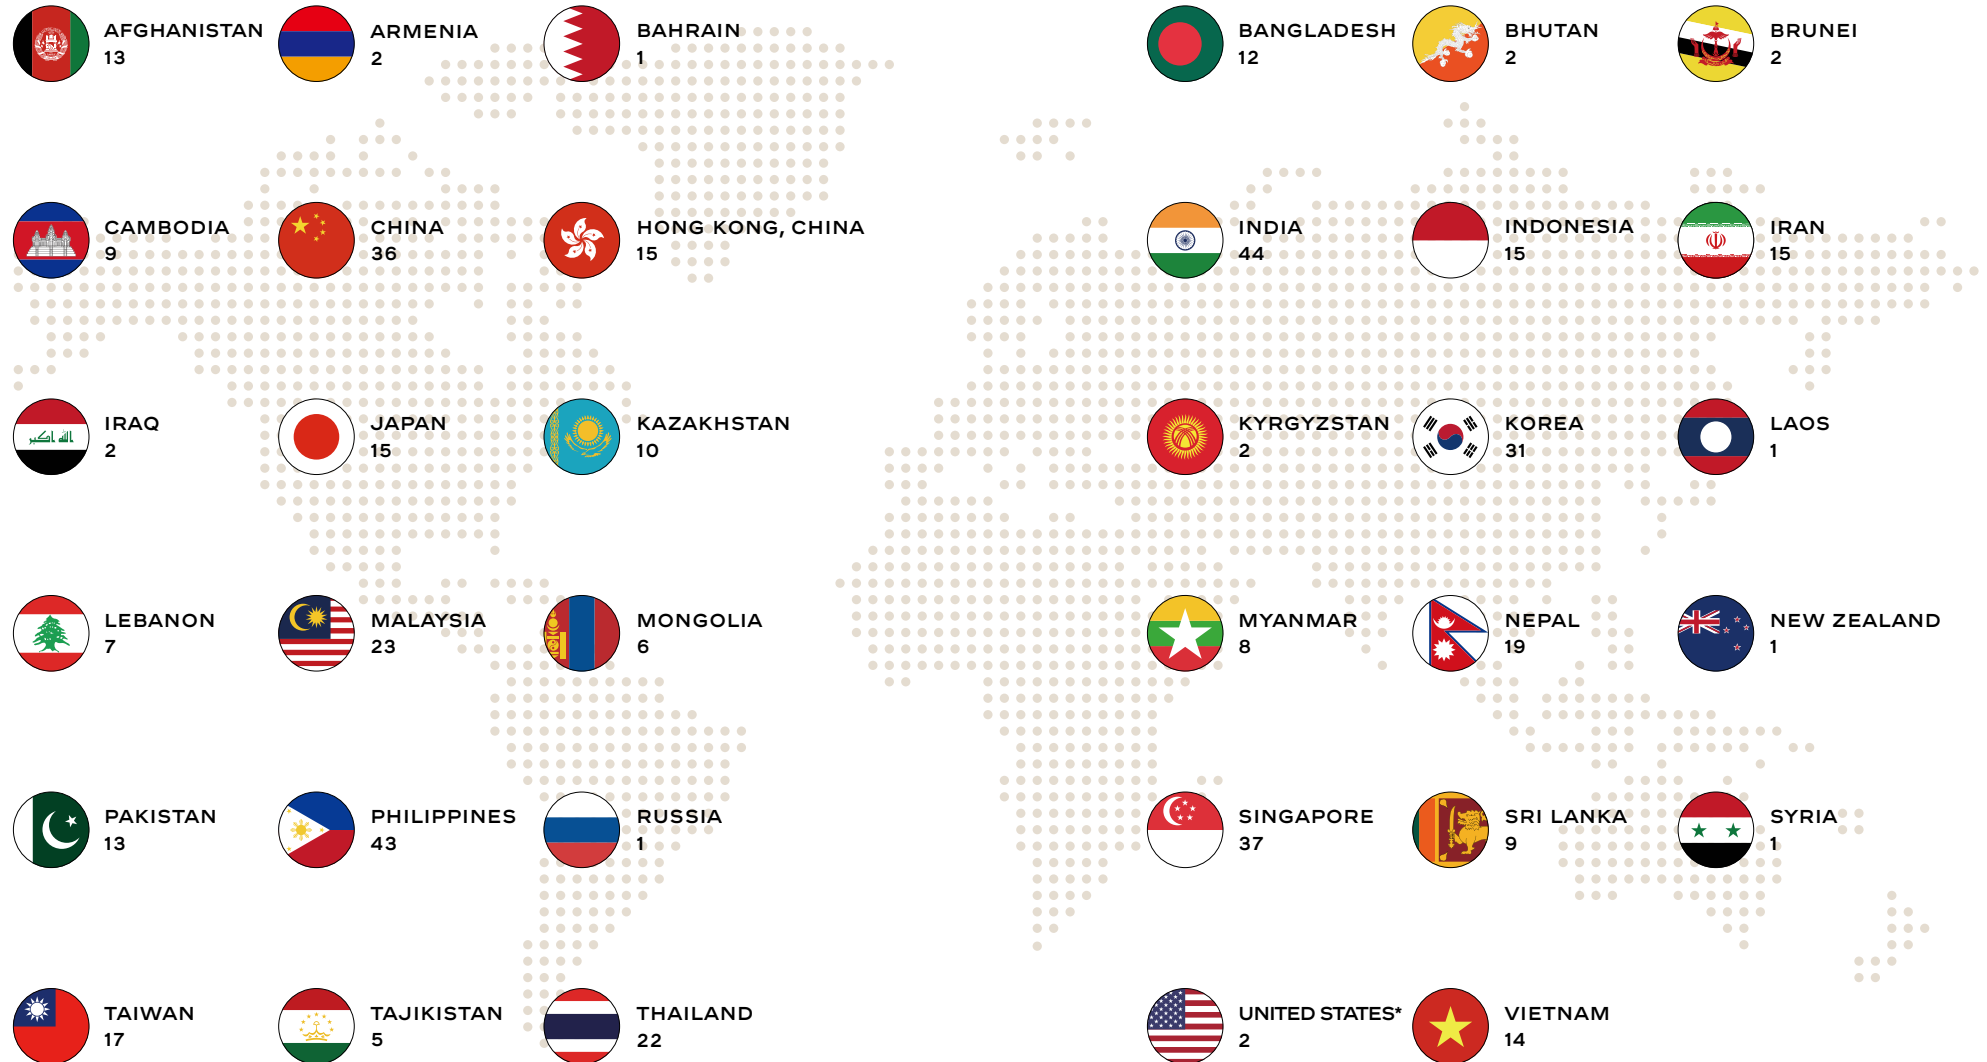 AFGHANISTAN
13
ARMENIA
2
BAHRAIN
1
BANGLADESH
12
BHUTAN
2
BRUNEI
2
CAMBODIA
9
CHINA
36
HONG KONG, CHINA
15
INDIA
44
INDONESIA
15
IRAN
15
IRAQ
2
JAPAN
15
KAZAKHSTAN
10
KYRGYZSTAN
2
KOREA
31
LAOS
1
LEBANON
7
MALAYSIA
23
MONGOLIA
6
MYANMAR
8
NEPAL
19
NEW ZEALAND
1
PAKISTAN
13
PHILIPPINES
43
RUSSIA
1
SINGAPORE
37
SRI LANKA
9
SYRIA
1
TAIWAN
17
TAJIKISTAN
5
THAILAND
22
UNITED STATES*
2
VIETNAM
14